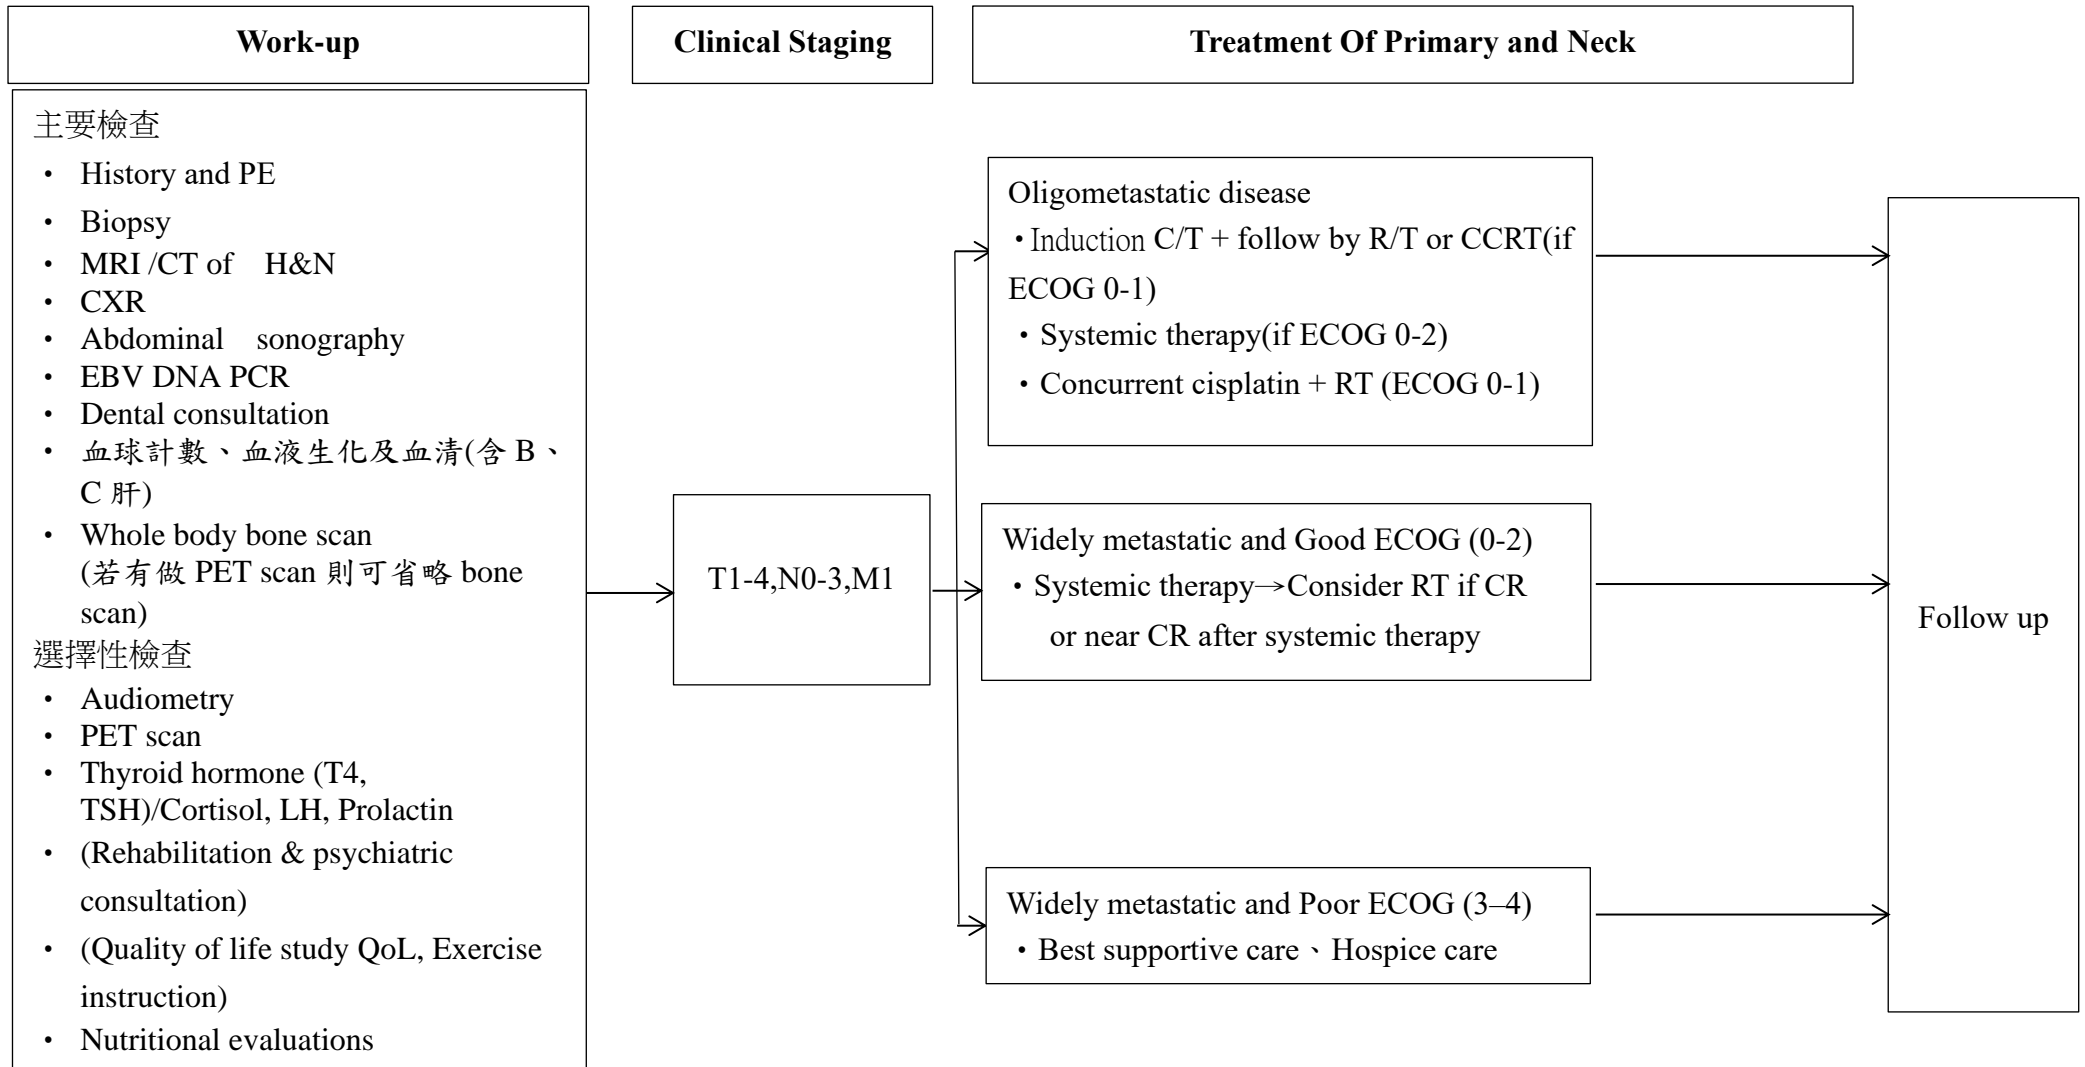 Work-up
Clinical Staging
Treatment Of Primary and Neck
主要檢查
• History and PE
• Biopsy
• MRI /CT of H&N
• CXR
• Abdominal sonography
• EBV DNA PCR
• Dental consultation
• 血球計數、血液生化及血清(含 B、
C 肝)
• Whole body bone scan
(若有做 PET scan 則可省略 bone
scan)
選擇性檢查
• Audiometry
• PET scan
• Thyroid hormone (T4,
TSH)/Cortisol, LH, Prolactin
• (Rehabilitation & psychiatric
consultation)
• (Quality of life study QoL, Exercise
instruction)
• Nutritional evaluations
T1-4,N0-3,M1
Oligometastatic disease
・Induction C/T + follow by R/T or CCRT(if
ECOG 0-1)
・Systemic therapy(if ECOG 0-2)
・Concurrent cisplatin + RT (ECOG 0-1)
Widely metastatic and Good ECOG (0-2)
・Systemic therapy→Consider RT if CR
or near CR after systemic therapy
Widely metastatic and Poor ECOG (3–4)
・Best supportive care、Hospice care
Follow up